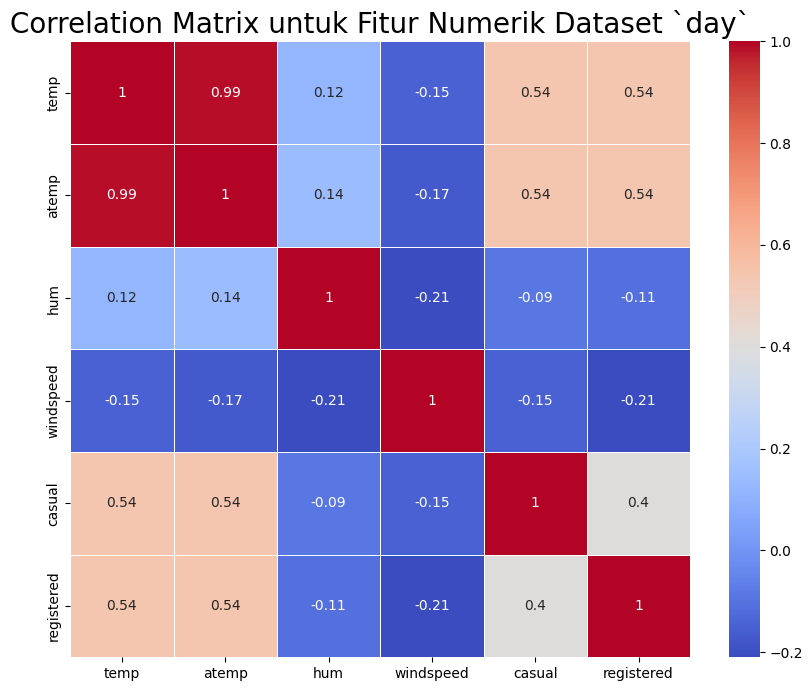 Correlation Matrix untuk Fitur Numerik Dataset `day`
temp 1 0.99 0.12 -0.15 0.54 0.54
atemp 0.99 1 0.14 -0.17 0.54 0.54
hum 0.12 0.14 1 -0.21 -0.09 -0.11
windspeed -0.15 -0.17 -0.21 1 -0.15 -0.21
casual 0.54 0.54 -0.09 -0.15 1 0.4
registered 0.54 0.54 -0.11 -0.21 0.4 1
temp atemp hum windspeed casual registered
1.0
0.8
0.6
0.4
0.2
0.0
−0.2